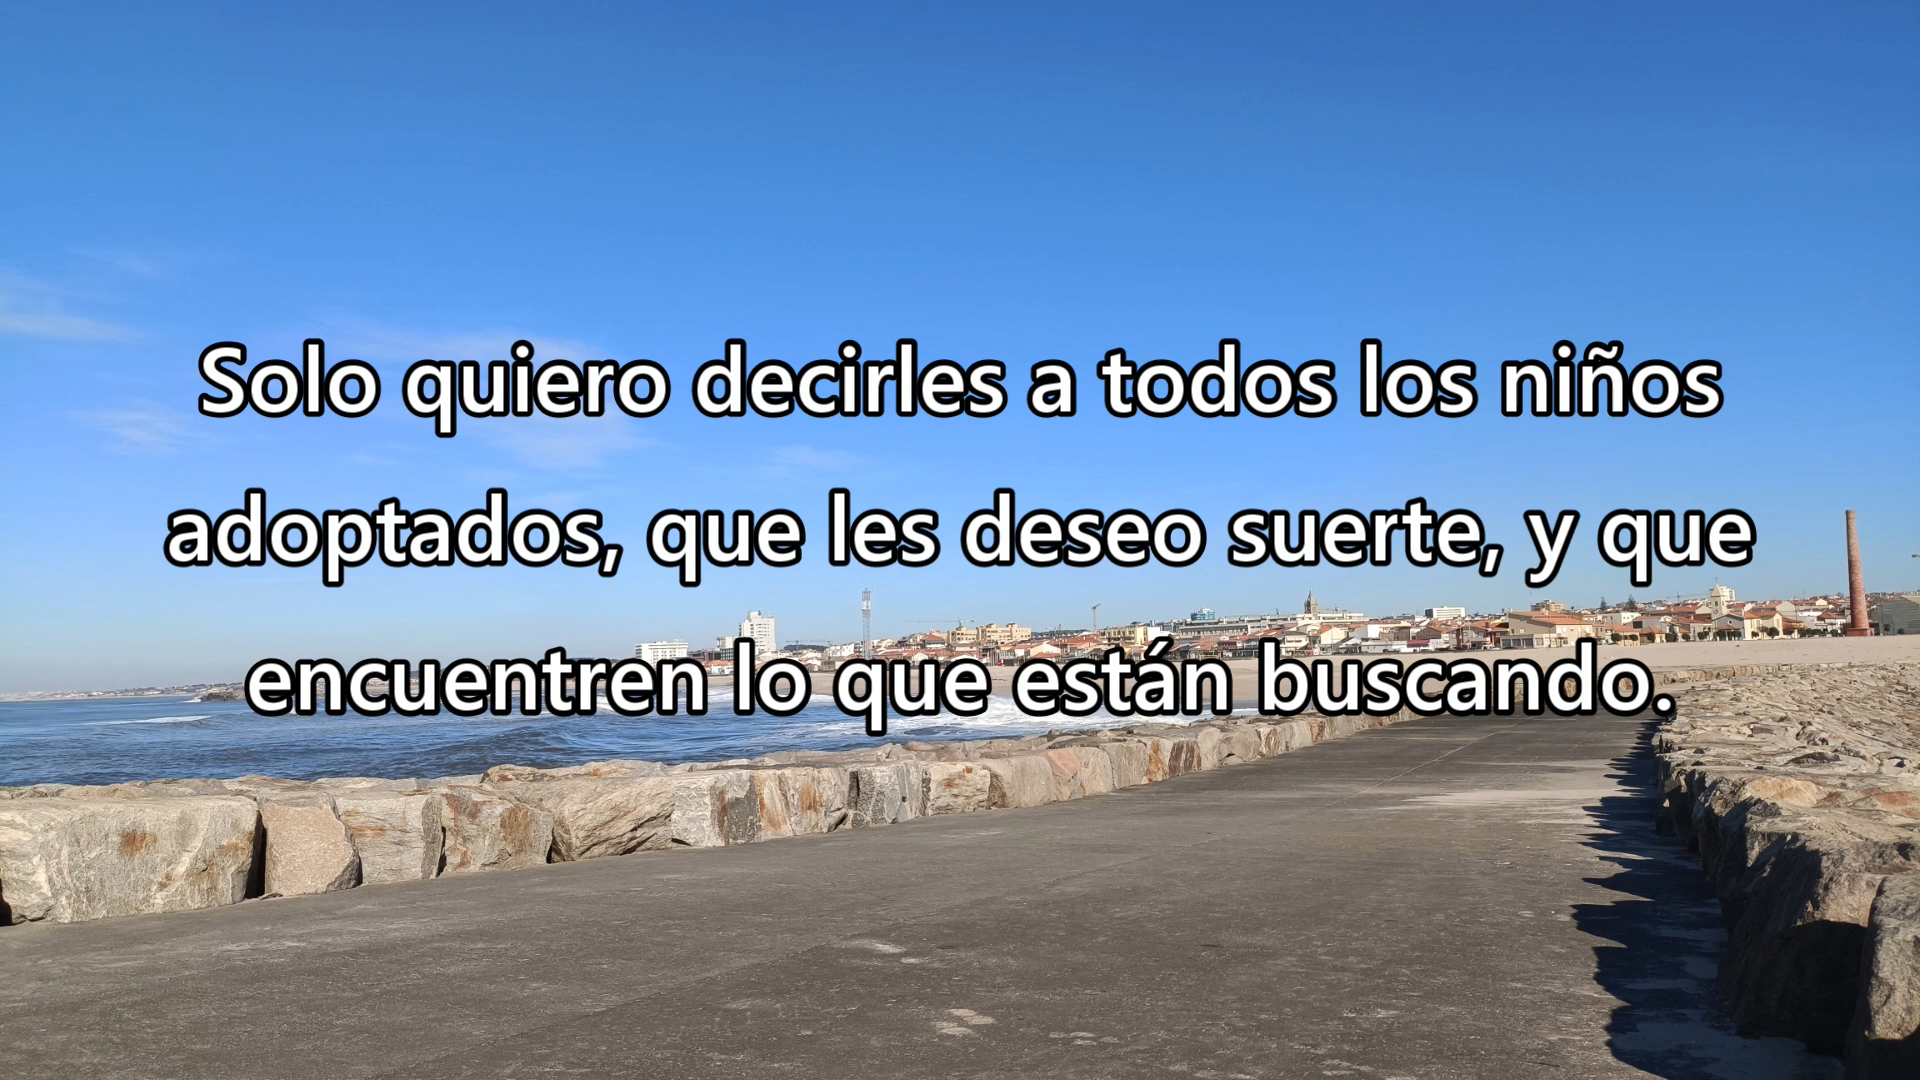 Solo quiero decirles a todos los niños
adoptados, que les deseo suerte, y que
encuentren lo que están buscando.